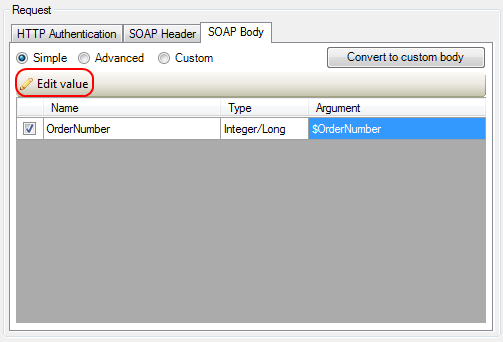 Request
HTTP Authentication SOAP Header SOAP Body
Simple Advanced Custom Convert to custom body
Edit value
Name Type Argument
OrderNumber Integer/Long $OrderNumber